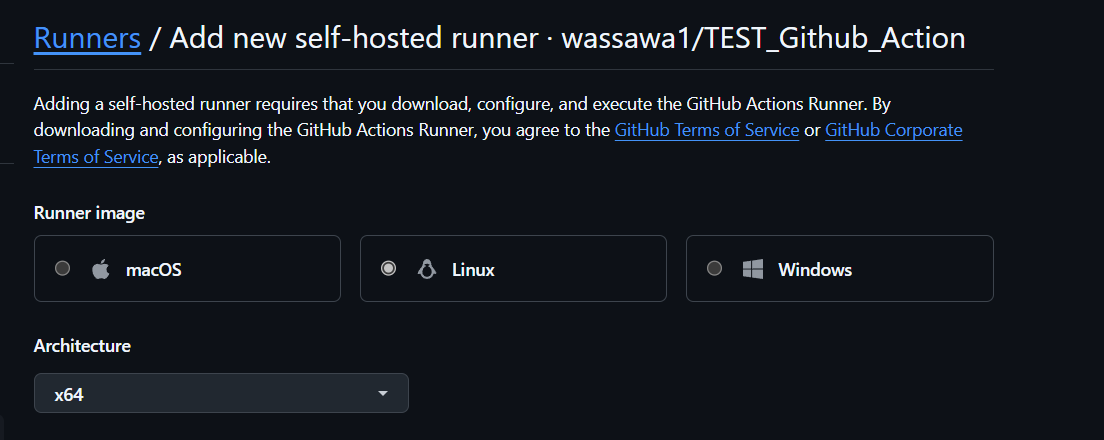 Runners / Add new self-hosted runner · wassawa1/TEST_Github_Action
Adding a self-hosted runner requires that you download, configure, and execute the GitHub Actions Runner. By
downloading and configuring the GitHub Actions Runner, you agree to the GitHub Terms of Service or GitHub Corporate
Terms of Service, as applicable.
Runner image
macOS
Linux
Windows
Architecture
x64